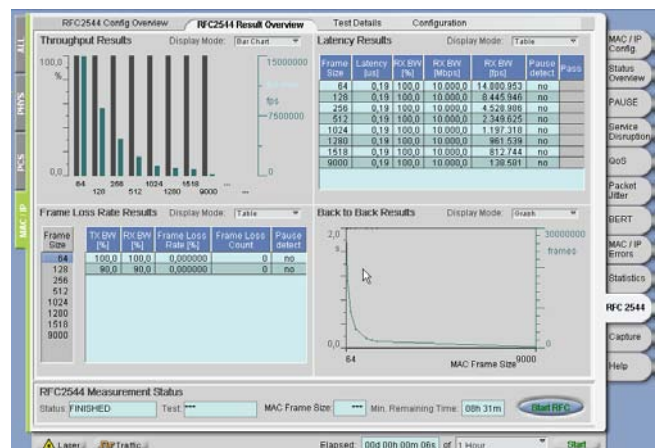 RFC2544 Config Overview RFC2544 Result Overview Test Details Configuration
ALL
PHYS
PCS
MAC / IP
Throughput Results Display Mode: Bar Chart
100,0
%
0,0
15000000
fps
7500000
0
64 256 1024 1518 --
128 512 1280 9000 --
Latency Results Display Mode: Table
Frame Size Latency [us] RX BW [%] RX BW [Mbps] RX BW [fps] Pause detect Pass
64 0,19 100,0 10.000,0 14.880.953 no
128 0,19 100,0 10.000,0 8.445.946 no
256 0,19 100,0 10.000,0 4.528.986 no
512 0,19 100,0 10.000,0 2.349.625 no
1024 0,19 100,0 10.000,0 1.197.318 no
1280 0,19 100,0 10.000,0 961.539 no
1518 0,19 100,0 10.000,0 812.744 no
9000 0,19 100,0 10.000,0 138.581 no
Frame Loss Rate Results Display Mode: Table
Frame Size TX BW [%] RX BW [%] Frame Loss Rate [%] Frame Loss Count Pause detect
64 100,0 100,0 0,000000 0 no
128 90,0 90,0 0,000000 0 no
256
512
1024
1280
1518
9000
Back to Back Results Display Mode: Graph
2,0
0,0
30000000
frames
0
64 9000
MAC Frame Size
RFC2544 Measurement Status
Status: FINISHED Test: --- MAC Frame Size: --- Min. Remaining Time: 08h 31m Start RFC
Laser Traffic Elapsed: 00d 00h 00m 06s of 1 Hour Start
MAC / IP Config.
Status Overview
PAUSE
Service Disruption
QoS
Packet Jitter
BERT
MAC / IP Errors
Statistics
RFC 2544
Capture
Help